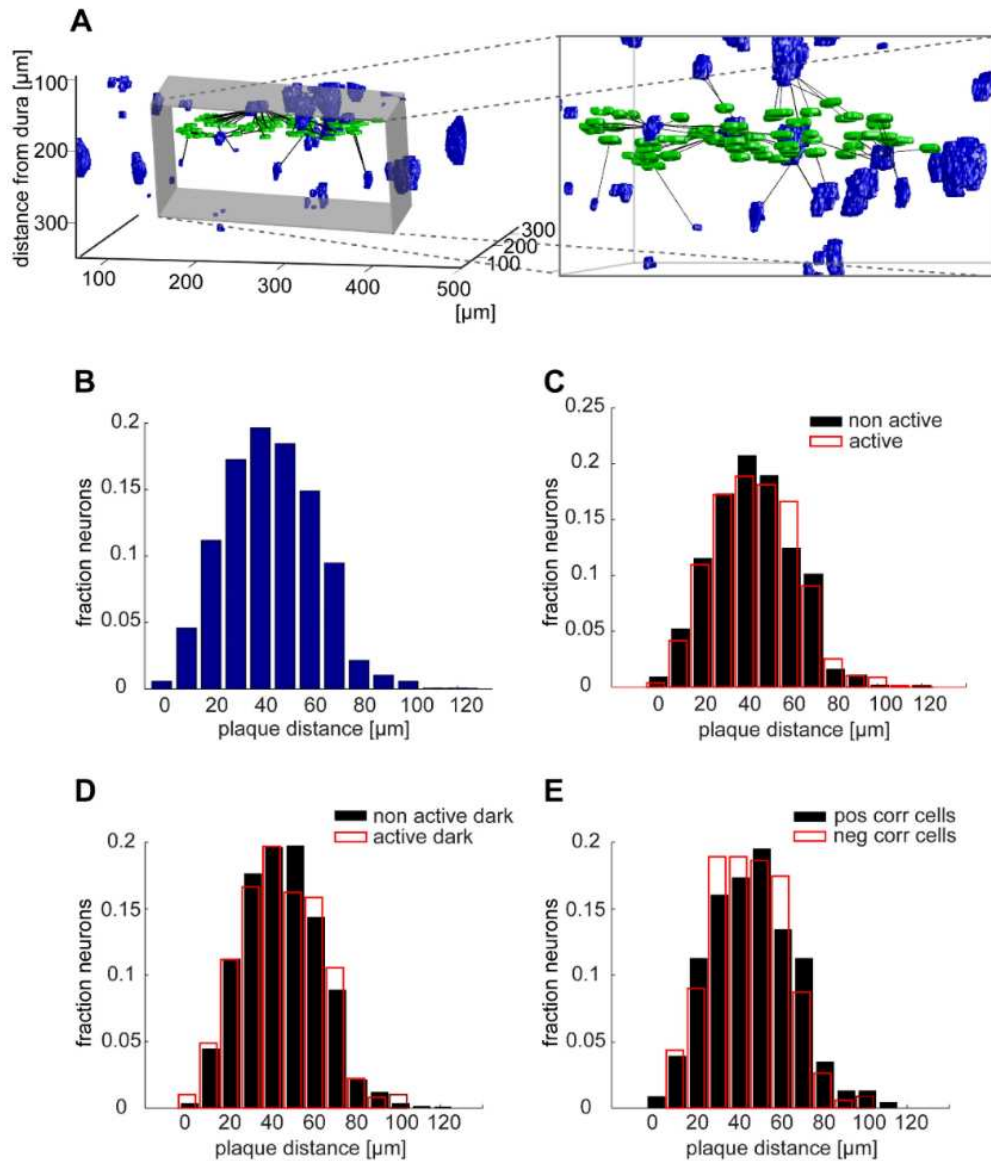 A
distance from dura [µm]
100
200
300
100
200
300
400
500
[µm]
100
200
300
B
fraction neurons
0.2
0.15
0.1
0.05
0
0 20 40 60 80 100 120
plaque distance [µm]
C
fraction neurons
0.25
0.2
0.15
0.1
0.05
0
non active
active
0 20 40 60 80 100 120
plaque distance [µm]
D
fraction neurons
0.2
0.15
0.1
0.05
0
non active dark
active dark
0 20 40 60 80 100 120
plaque distance [µm]
E
fraction neurons
0.2
0.15
0.1
0.05
0
pos corr cells
neg corr cells
0 20 40 60 80 100 120
plaque distance [µm]